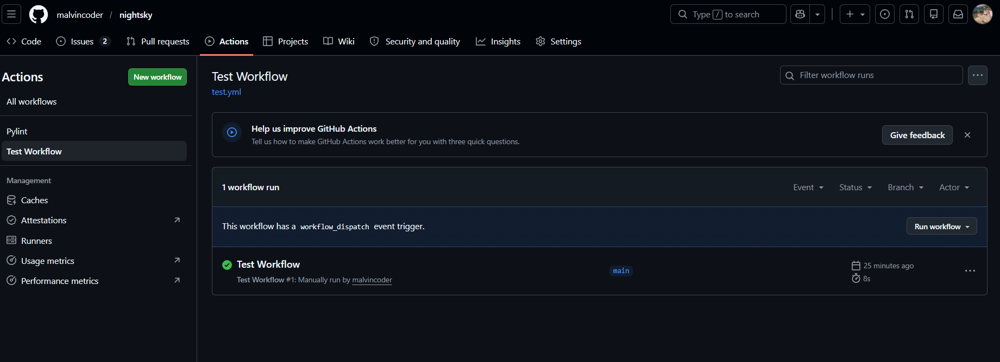 malvincoder / nightsky
Type / to search
Code
Issues 2
Pull requests
Actions
Projects
Wiki
Security and quality
Insights
Settings
Actions
New workflow
All workflows
Pylint
Test Workflow
Management
Caches
Attestations
Runners
Usage metrics
Performance metrics
Test Workflow
test.yml
Filter workflow runs
Help us improve GitHub Actions
Tell us how to make GitHub Actions work better for you with three quick questions.
Give feedback
1 workflow run
Event
Status
Branch
Actor
This workflow has a workflow_dispatch event trigger.
Run workflow
Test Workflow
Test Workflow #1: Manually run by malvincoder
main
25 minutes ago
8s